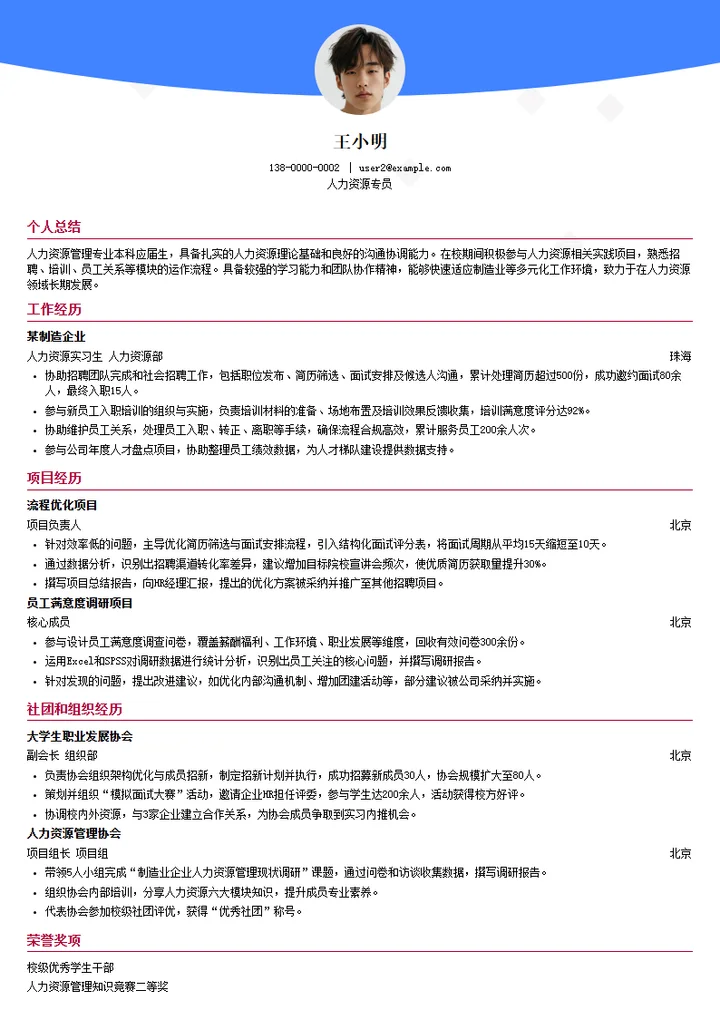 王小明
138-0000-0002 | user2@example.com
人力资源专员
个人总结
人力资源管理专业本科应届生，具备扎实的人力资源理论基础和良好的沟通协调能力。在校期间积极参与人力资源相关实践项目，熟悉招
聘、培训、员工关系等模块的运作流程。具备较强的学习能力和团队协作精神，能够快速适应制造业等多元化工作环境，致力于在人力资源
领域长期发展。
工作经历
某制造企业
人力资源实习生 人力资源部 珠海
• 协助招聘团队完成和社会招聘工作，包括职位发布、简历筛选、面试安排及候选人沟通，累计处理简历超过500份，成功邀约面试80余
人，最终入职15人。
• 参与新员工入职培训的组织与实施，负责培训材料的准备、场地布置及培训效果反馈收集，培训满意度评分达92%。
• 协助维护员工关系，处理员工入职、转正、离职等手续，确保流程合规高效，累计服务员工200余人次。
• 参与公司年度人才盘点项目，协助整理员工绩效数据，为人才梯队建设提供数据支持。
项目经历
流程优化项目
项目负责人 北京
• 针对效率低的问题，主导优化简历筛选与面试安排流程，引入结构化面试评分表，将面试周期从平均15天缩短至10天。
• 通过数据分析，识别出招聘渠道转化率差异，建议增加目标院校宣讲会频次，使优质简历获取量提升30%。
• 撰写项目总结报告，向HR经理汇报，提出的优化方案被采纳并推广至其他招聘项目。
员工满意度调研项目
核心成员 北京
• 参与设计员工满意度调查问卷，覆盖薪酬福利、工作环境、职业发展等维度，回收有效问卷300余份。
• 运用Excel和SPSS对调研数据进行统计分析，识别出员工关注的核心问题，并撰写调研报告。
• 针对发现的问题，提出改进建议，如优化内部沟通机制、增加团建活动等，部分建议被公司采纳并实施。
社团和组织经历
大学生职业发展协会
副会长 组织部 北京
• 负责协会组织架构优化与成员招新，制定招新计划并执行，成功招募新成员30人，协会规模扩大至80人。
• 策划并组织“模拟面试大赛”活动，邀请企业HR担任评委，参与学生达200余人，活动获得校方好评。
• 协调校内外资源，与3家企业建立合作关系，为协会成员争取到实习内推机会。
人力资源管理协会
项目组长 项目组 北京
• 带领5人小组完成“制造业企业人力资源管理现状调研”课题，通过问卷和访谈收集数据，撰写调研报告。
• 组织协会内部培训，分享人力资源六大模块知识，提升成员专业素养。
• 代表协会参加校级社团评优，获得“优秀社团”称号。
荣誉奖项
校级优秀学生干部
人力资源管理知识竞赛二等奖